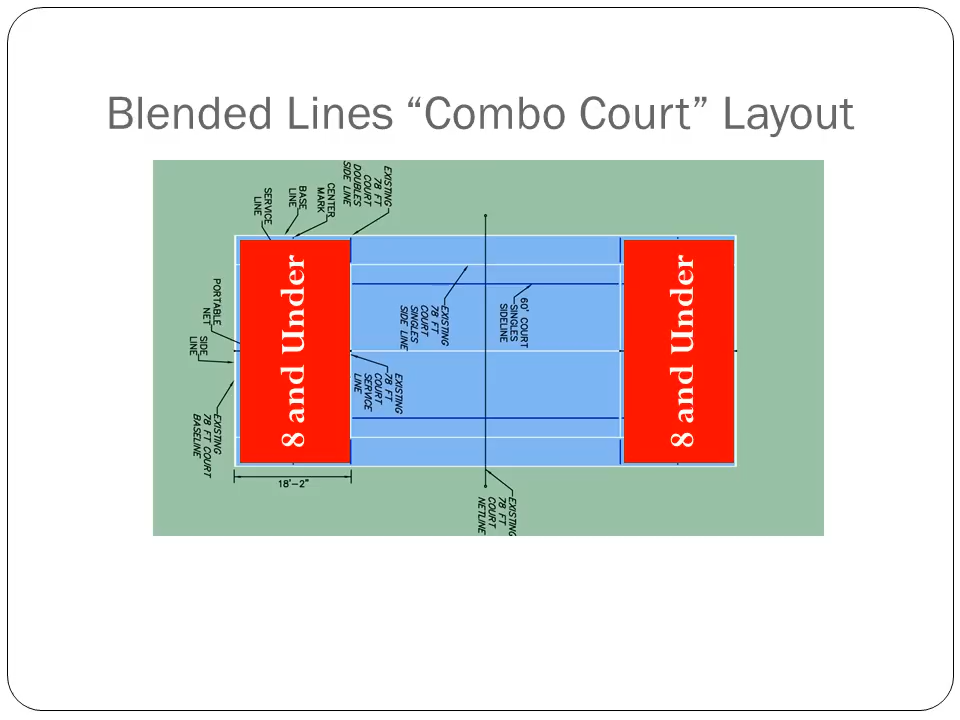 Blended Lines “Combo Court” Layout
EXISTING
78 FT
COURT
DOUBLES
SIDE LINE
CENTER
MARK
BASE
LINE
SERVICE
LINE
8 and Under
8 and Under
PORTABLE
NET
SIDE
LINE
EXISTING
78 FT
COURT
SINGLES
SIDE LINE
60' COURT
SINGLES
SIDELINE
EXISTING
78 FT
COURT
SERVICE
LINE
EXISTING
78 FT COURT
BASELINE
18'-2"
EXISTING
78 FT
COURT
NETLINE